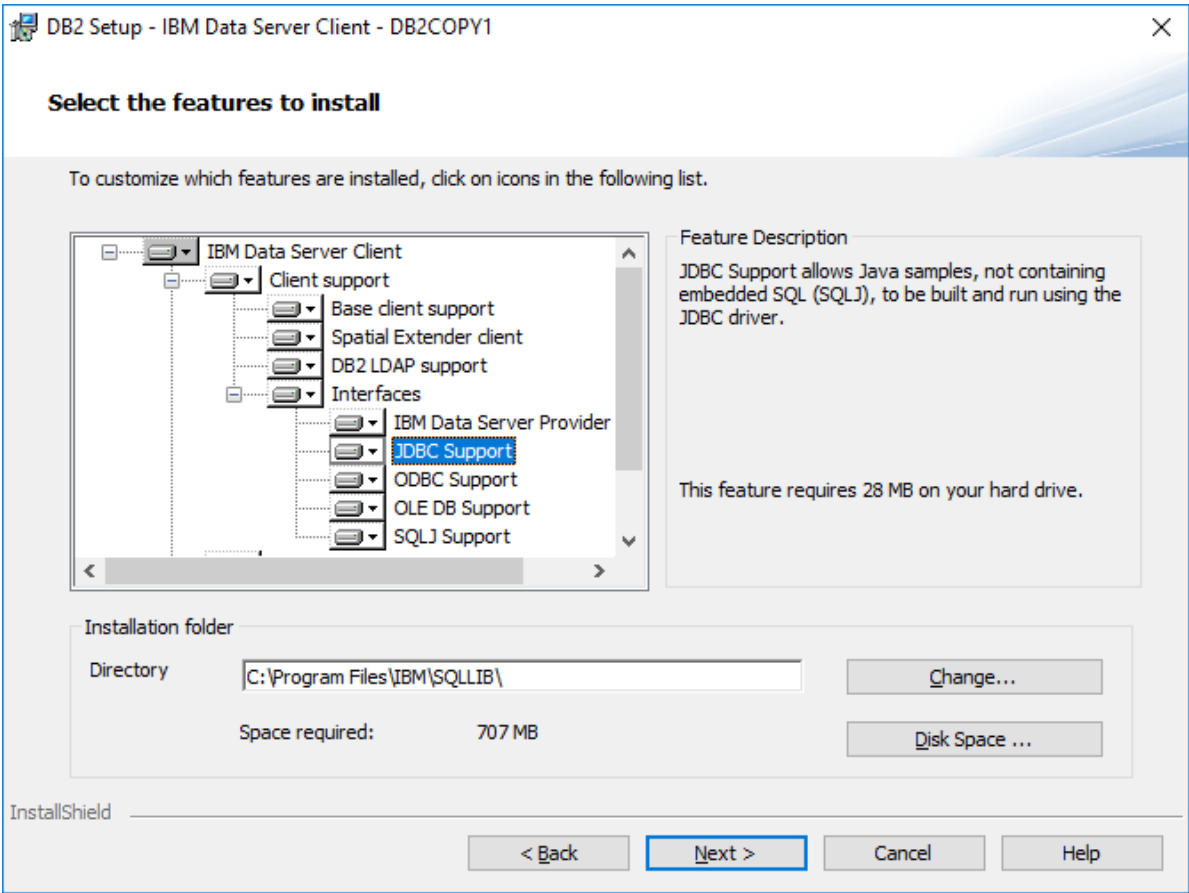 DB2 Setup - IBM Data Server Client - DB2COPY1
Select the features to install
To customize which features are installed, click on icons in the following list.
IBM Data Server Client
Client support
Base client support
Spatial Extender client
DB2 LDAP support
Interfaces
IBM Data Server Provider
JDBC Support
ODBC Support
OLE DB Support
SQLJ Support
Feature Description
JDBC Support allows Java samples, not containing
embedded SQL (SQLJ), to be built and run using the
JDBC driver.
This feature requires 28 MB on your hard drive.
Installation folder
Directory
C:\Program Files\IBM\SQLLIB\
Change...
Space required: 707 MB
Disk Space ...
InstallShield
< Back
Next >
Cancel
Help